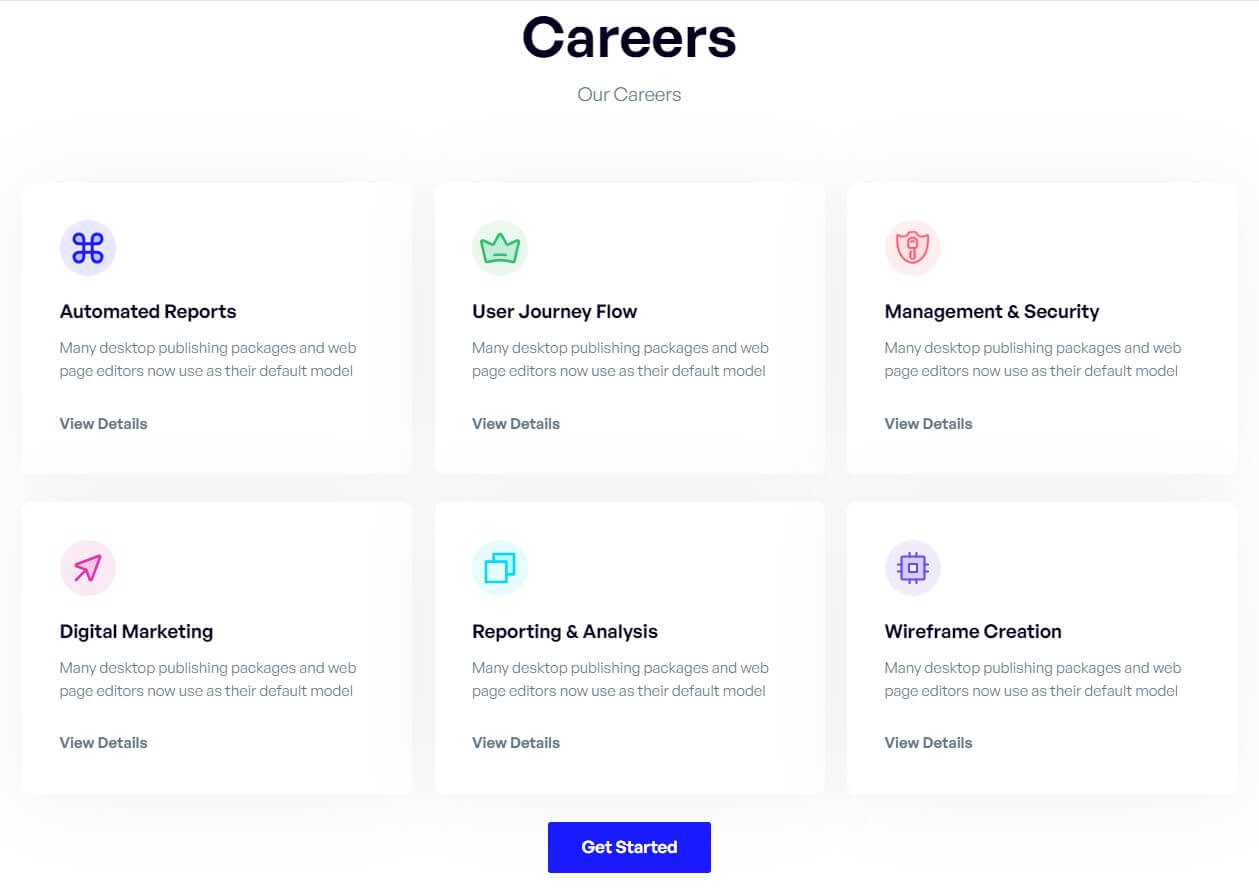 Careers
Our Careers
Automated Reports
Many desktop publishing packages and web
page editors now use as their default model
View Details
User Journey Flow
Many desktop publishing packages and web
page editors now use as their default model
View Details
Management & Security
Many desktop publishing packages and web
page editors now use as their default model
View Details
Digital Marketing
Many desktop publishing packages and web
page editors now use as their default model
View Details
Reporting & Analysis
Many desktop publishing packages and web
page editors now use as their default model
View Details
Wireframe Creation
Many desktop publishing packages and web
page editors now use as their default model
View Details
Get Started